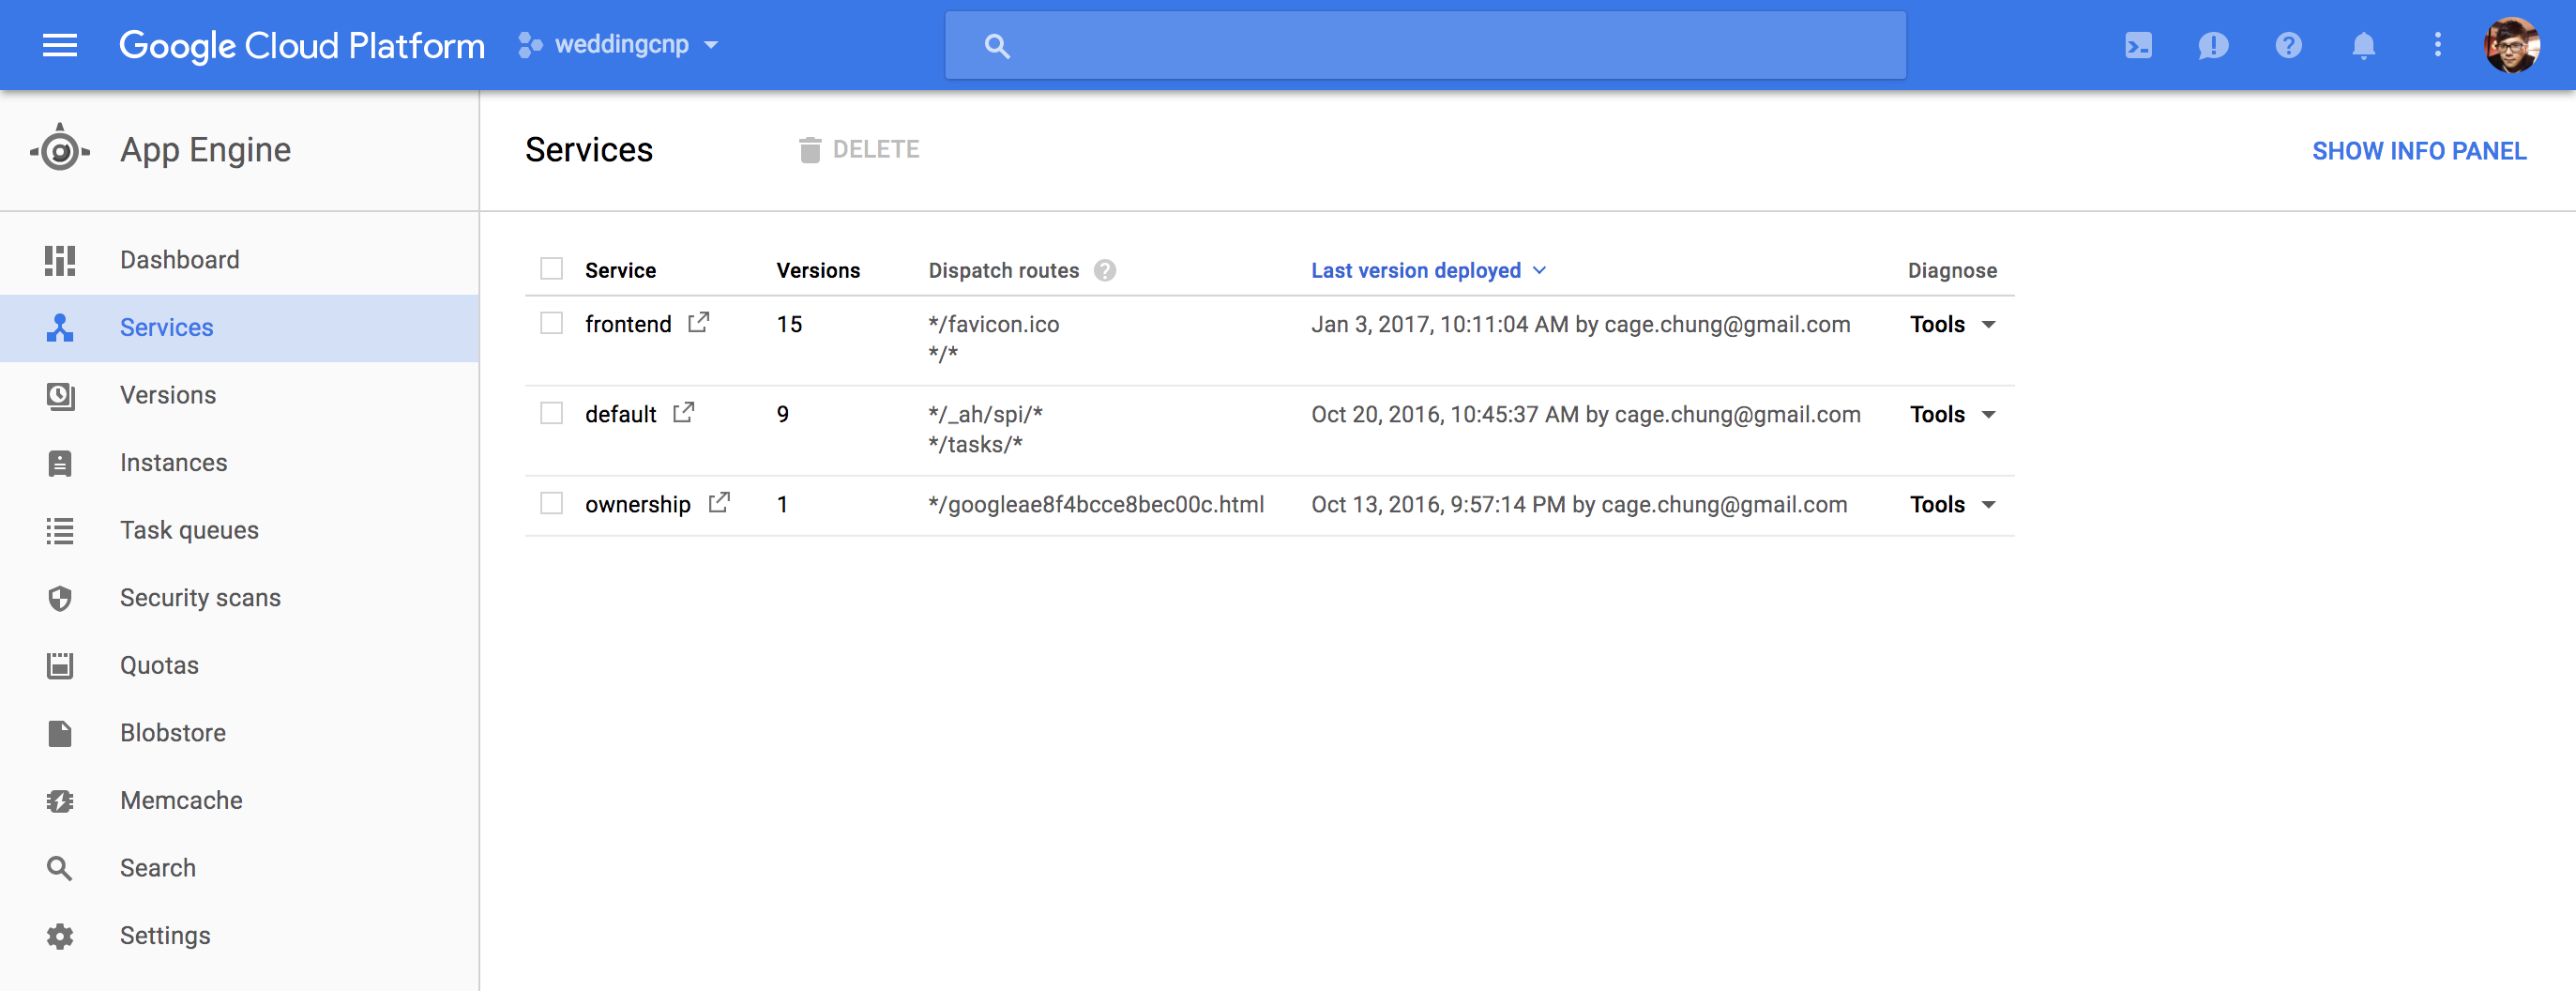 Google Cloud Platform weddingcnp
App Engine
Services DELETE SHOW INFO PANEL
Dashboard
Services
Versions
Instances
Task queues
Security scans
Quotas
Blobstore
Memcache
Search
Settings
Service Versions Dispatch routes Last version deployed Diagnose
frontend 15 */favicon.ico Jan 3, 2017, 10:11:04 AM by cage.chung@gmail.com Tools
*/*
default 9 */_ah/spi/* Oct 20, 2016, 10:45:37 AM by cage.chung@gmail.com Tools
*/tasks/*
ownership 1 */googleae8f4bcce8bec00c.html Oct 13, 2016, 9:57:14 PM by cage.chung@gmail.com Tools